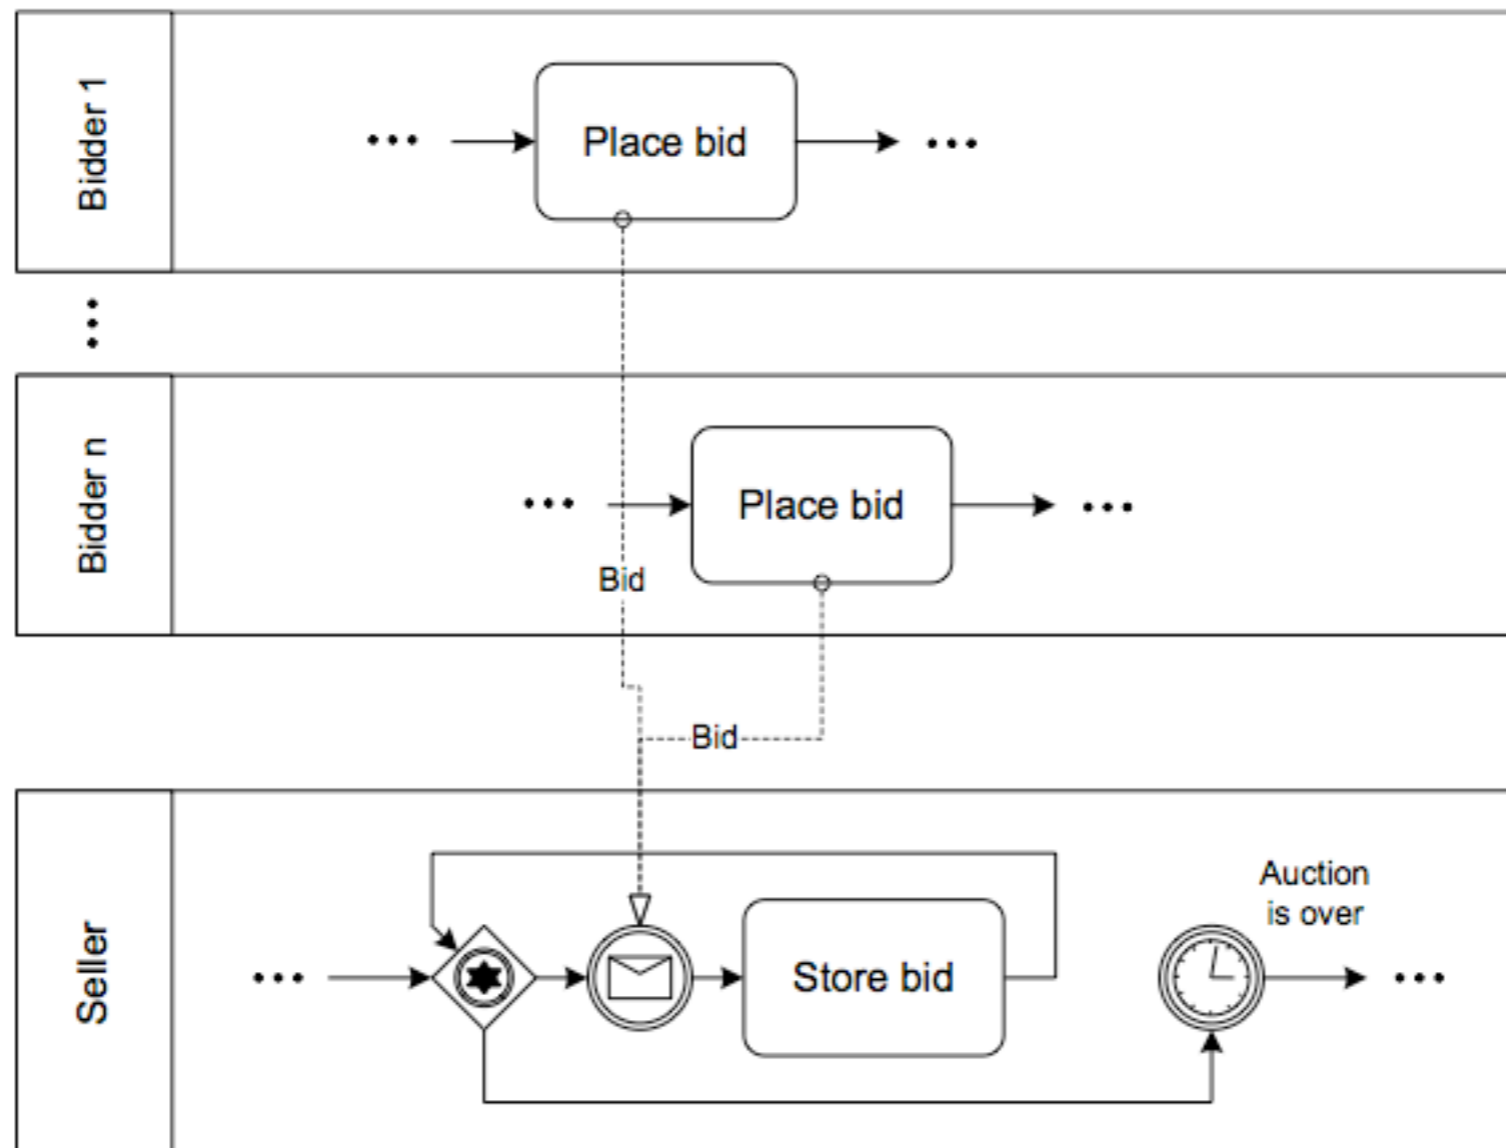 Bidder 1
Place bid
Bidder n
Place bid
Bid
Bid
Seller
Store bid
Auction
is over